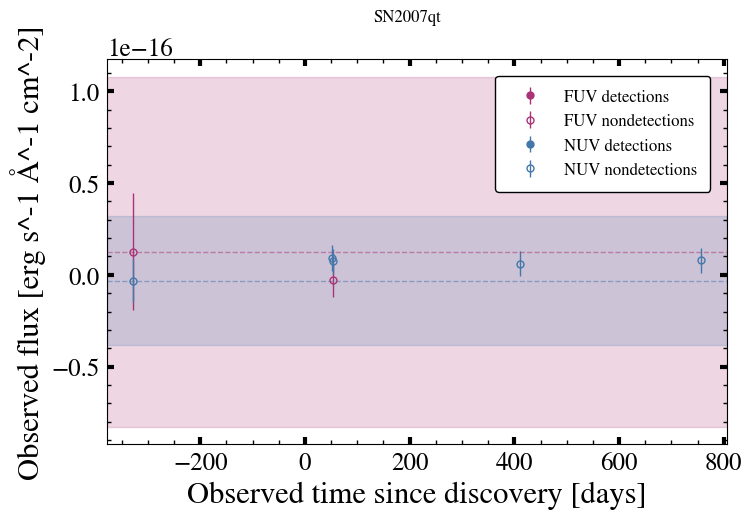 SN2007qt
1e−16
1.0
0.5
0.0
−0.5
Observed flux [erg s^-1 Å^-1 cm^-2]
FUV detections
FUV nondetections
NUV detections
NUV nondetections
−200 0 200 400 600 800
Observed time since discovery [days]